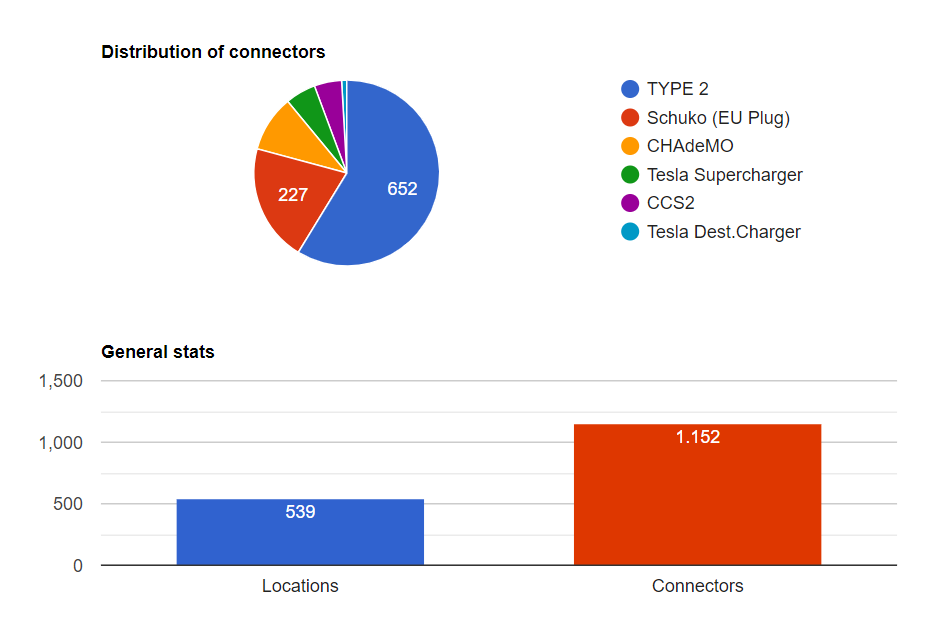 Distribution of connectors
652
227
TYPE 2
Schuko (EU Plug)
CHAdeMO
Tesla Supercharger
CCS2
Tesla Dest.Charger
General stats
1,500
1,000
500
0
539
1.152
Locations
Connectors